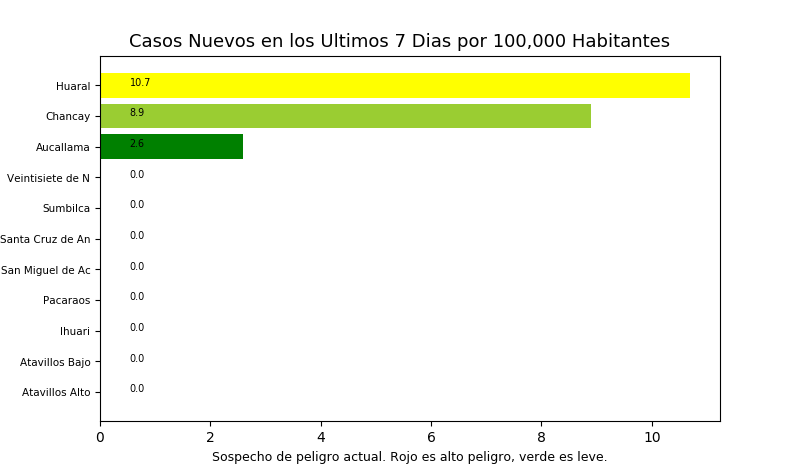 Casos Nuevos en los Ultimos 7 Dias por 100,000 Habitantes
Huaral 10.7
Chancay 8.9
Aucallama 2.6
Veintisiete de N 0.0
Sumbilca 0.0
Santa Cruz de An 0.0
San Miguel de Ac 0.0
Pacaraos 0.0
Ihuari 0.0
Atavillos Bajo 0.0
Atavillos Alto 0.0
0 2 4 6 8 10
Sospecho de peligro actual. Rojo es alto peligro, verde es leve.